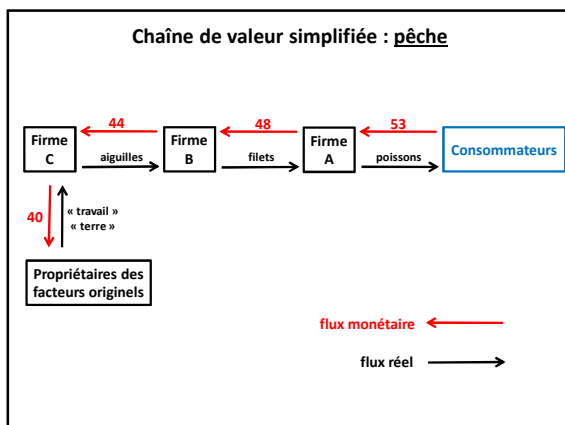 Chaîne de valeur simplifiée : pêche
44
48
53
Firme
C
aiguilles
Firme
B
filets
Firme
A
poissons
Consommateurs
40
« travail »
« terre »
Propriétaires des
facteurs originels
flux monétaire
flux réel